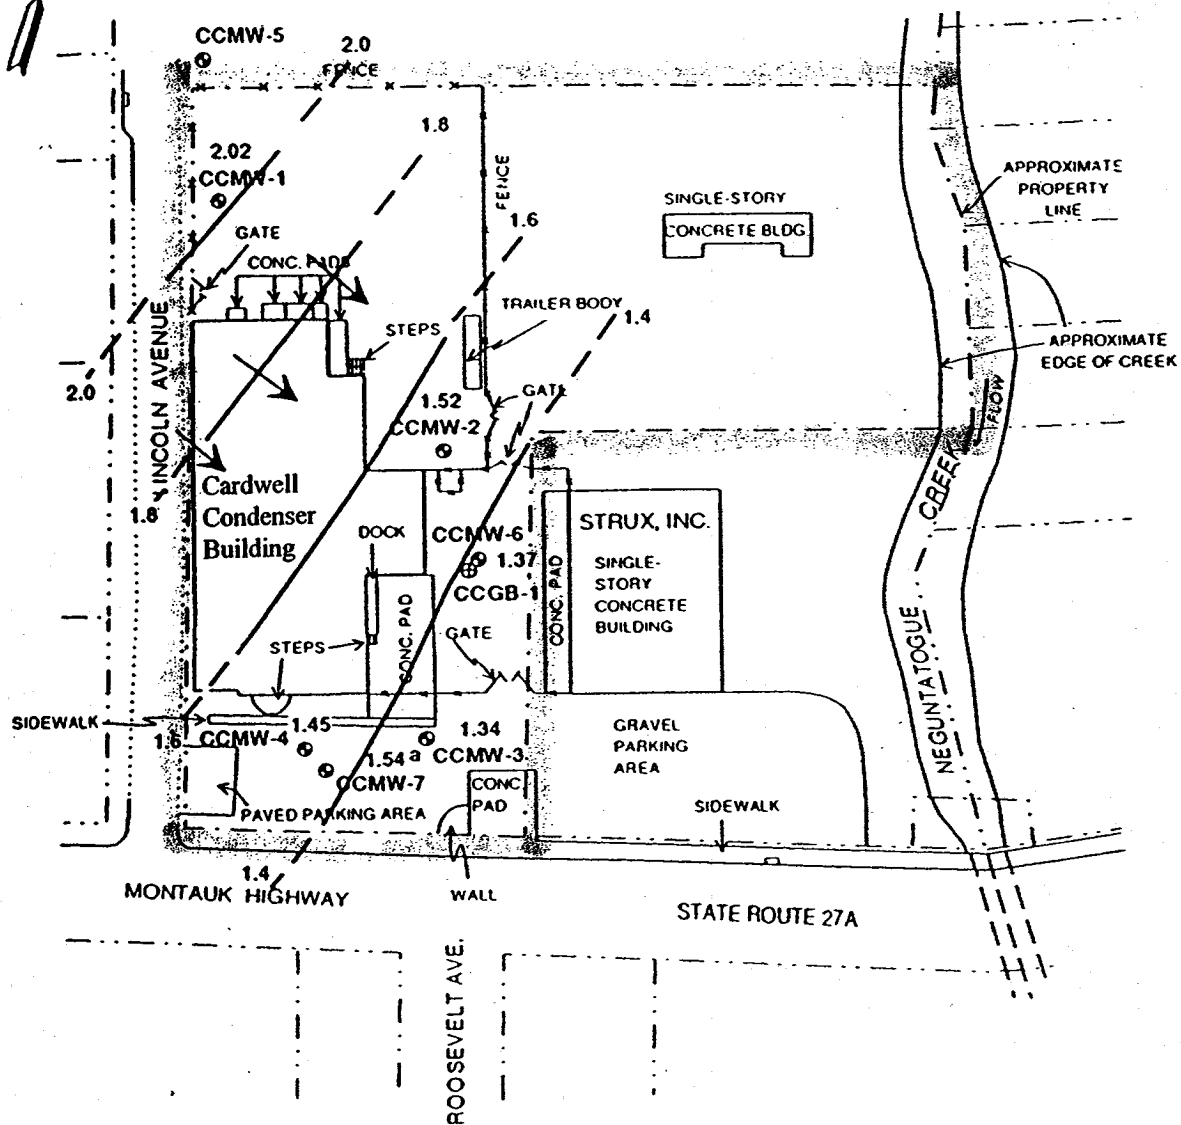 CCMW-5
2.0
FENCE
1.8
2.02
CCMW-1
FENCE
APPROXIMATE
PROPERTY
LINE
SINGLE-STORY
CONCRETE BLDG.
1.6
GATE
CONC. PADS
TRAILER BODY
1.4
STEPS
LINCOLN AVENUE
APPROXIMATE
EDGE OF CREEK
2.0
GATE
FLOW
1.52
CCMW-2
Cardwell
Condenser
Building
1.8
CREEK
STRUX, INC.
SINGLE-
STORY
CONCRETE
BUILDING
DOCK
CCMW-6
1.37
CCGB-1
CONC. PAD
CONC. PAD
GATE
STEPS
NEGUNTATOGUE
SIDEWALK
1.6
CCMW-4
1.45
1.34
CCMW-3
1.54 a
CCMW-7
GRAVEL
PARKING
AREA
CONC.
PAD
PAVED PARKING AREA
SIDEWALK
1.4
MONTAUK HIGHWAY
WALL
STATE ROUTE 27A
ROOSEVELT AVE.